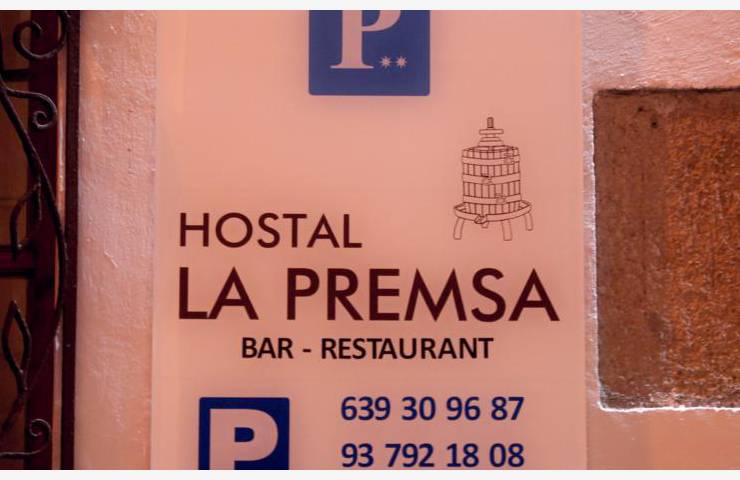 P**
HOSTAL
LA PREMSA
BAR - RESTAURANT
P
639 30 96 87
93 792 18 08